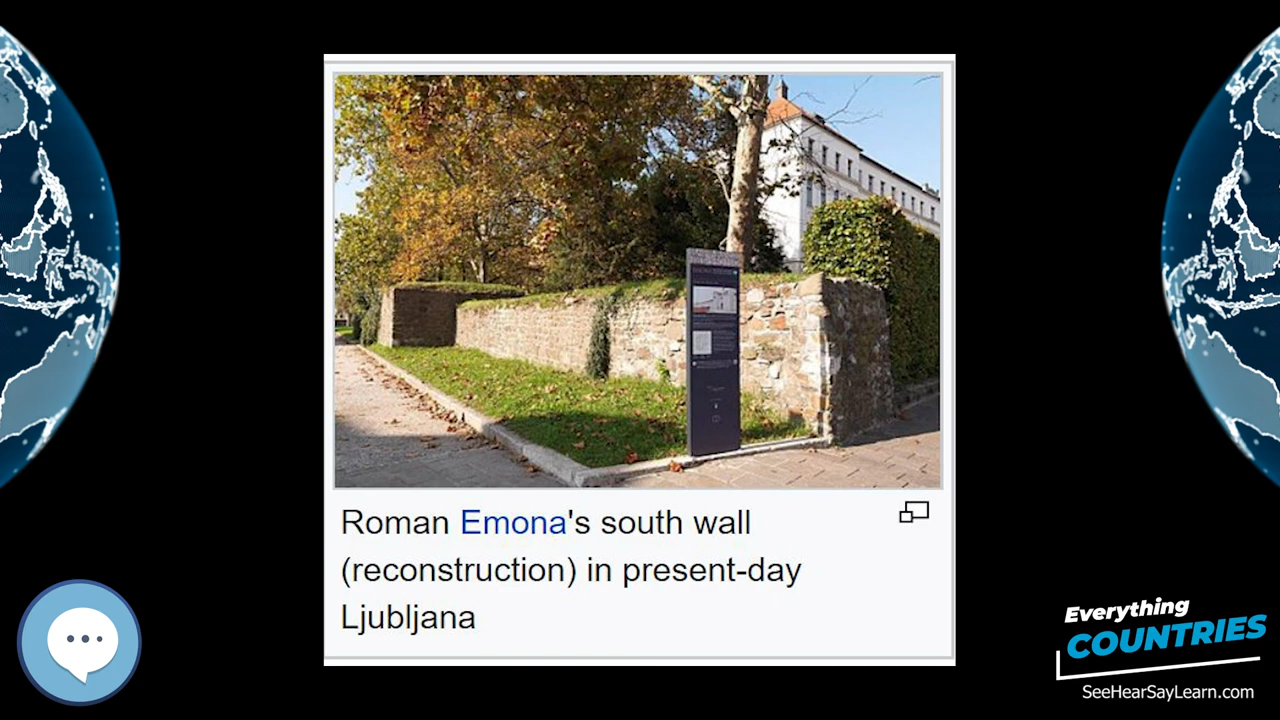 Roman Emona's south wall
(reconstruction) in present-day
Ljubljana
Everything
COUNTRIES
SeeHearSayLearn.com